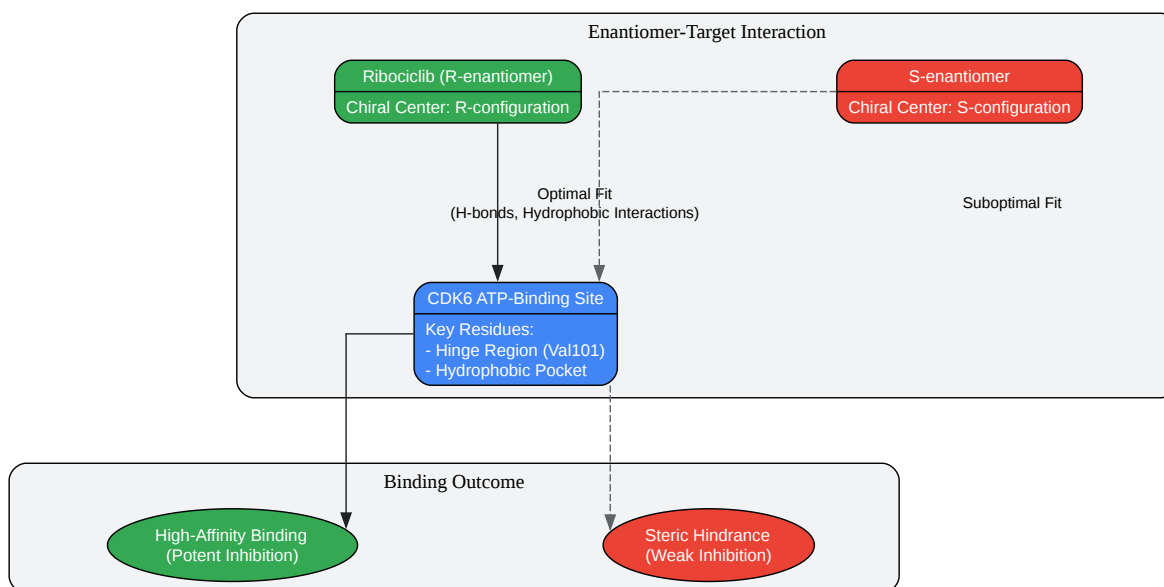 Enantiomer-Target Interaction
Ribociclib (R-enantiomer)
Chiral Center: R-configuration
S-enantiomer
Chiral Center: S-configuration
Optimal Fit
(H-bonds, Hydrophobic Interactions)
Suboptimal Fit
CDK6 ATP-Binding Site
Key Residues:
- Hinge Region (Val101)
- Hydrophobic Pocket
Binding Outcome
High-Affinity Binding
(Potent Inhibition)
Steric Hindrance
(Weak Inhibition)